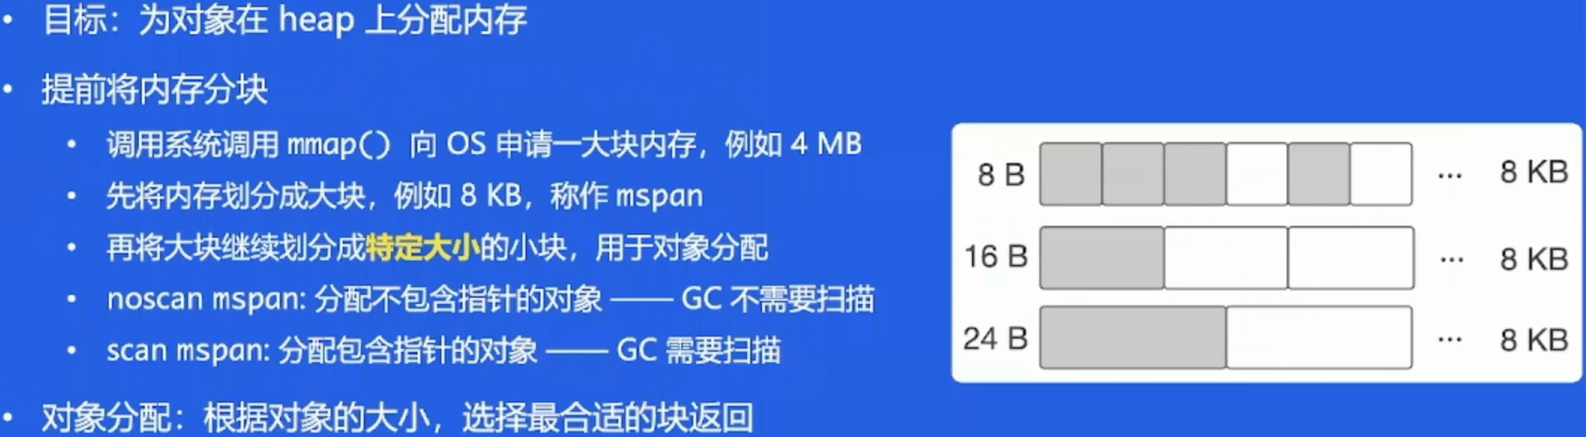 • 目标：为对象在 heap 上分配内存
• 提前将内存分块
• 调用系统调用 mmap() 向 OS 申请一大块内存，例如 4 MB
• 先将内存划分成大块，例如 8 KB，称作 mspan
• 再将大块继续划分成特定大小的小块，用于对象分配
• noscan mspan: 分配不包含指针的对象 —— GC 不需要扫描
• scan mspan: 分配包含指针的对象 —— GC 需要扫描
• 对象分配：根据对象的大小，选择最合适的块返回
8 B ... 8 KB
16 B ... 8 KB
24 B ... 8 KB